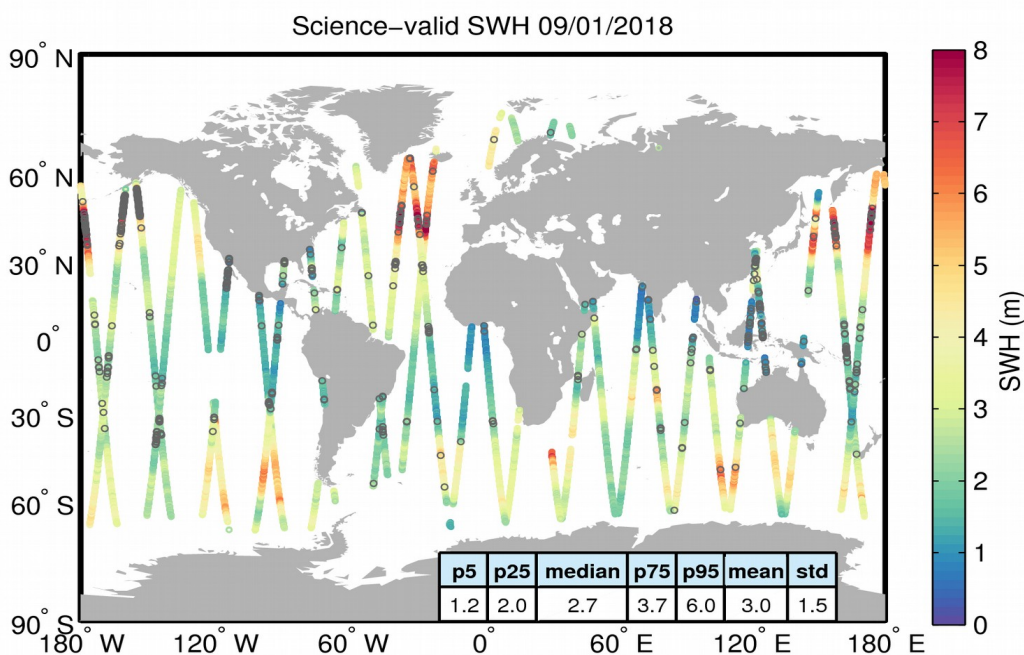 Science−valid SWH 09/01/2018
90° N
60° N
30° N
0°
30° S
60° S
90° S
180° W
120° W
60° W
0°
60° E
120° E
180° E
p5 p25 median p75 p95 mean std
1.2 2.0 2.7 3.7 6.0 3.0 1.5
8
7
6
5
4
3
2
1
0
SWH (m)